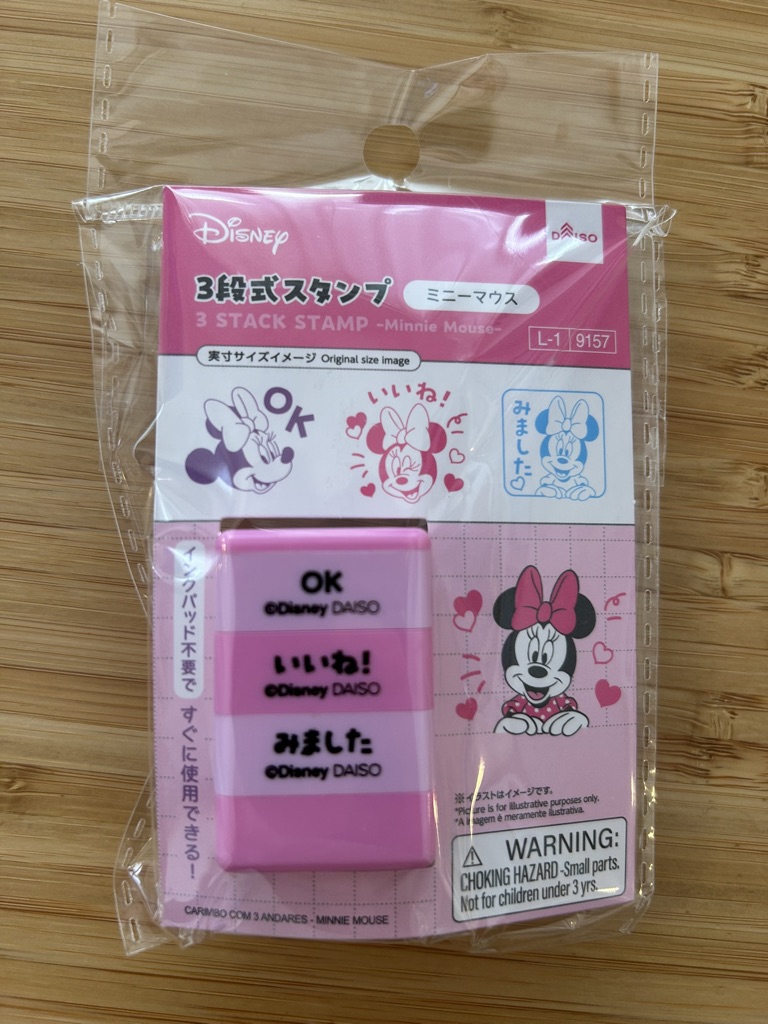 Disney
DAISO
3段式スタンプ ミニーマウス
3 STACK STAMP -Minnie Mouse-
L-1 9157
実寸サイズイメージ Original size image
OK
いいね!
みました
インクパッド不要で
すぐに使用できる!
OK
©Disney DAISO
いいね!
©Disney DAISO
みました
©Disney DAISO
※イラストはイメージです。
*Picture is for illustrative purposes only.
*A imagem é meramente ilustrativa.
⚠ WARNING:
CHOKING HAZARD -Small parts.
Not for children under 3 yrs.
CARIMBO COM 3 ANDARES - MINNIE MOUSE